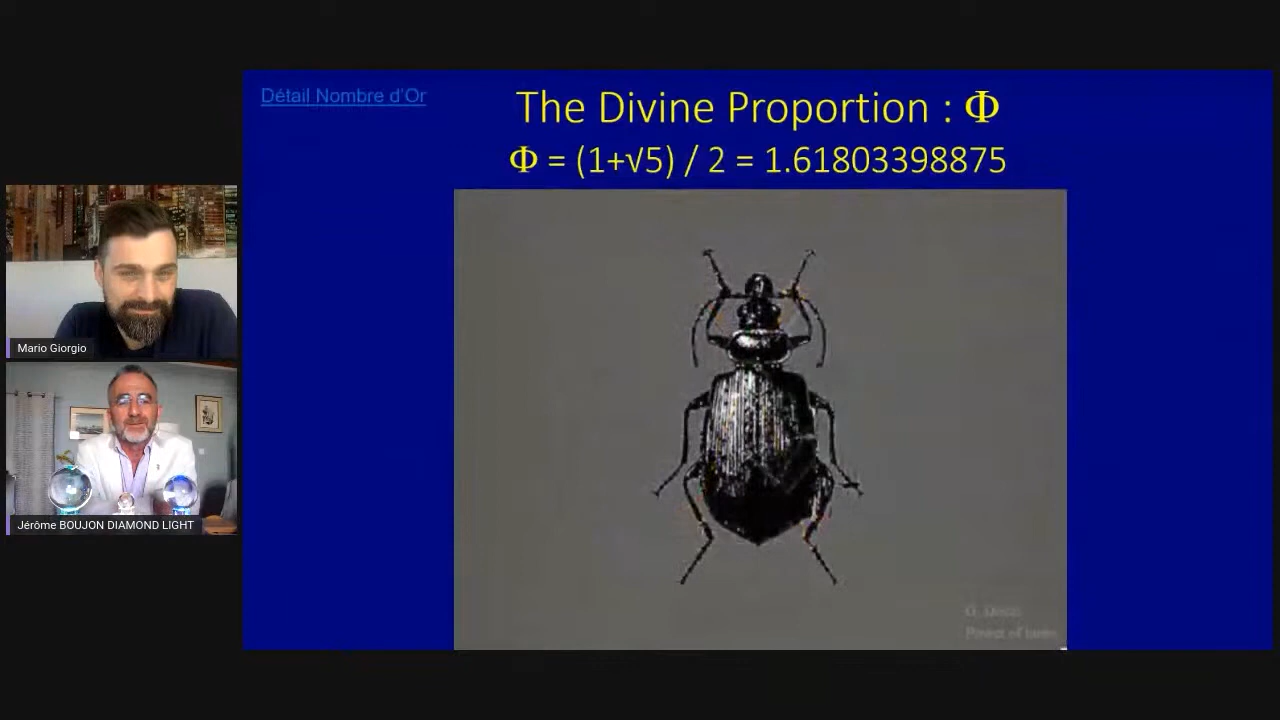 Détail Nombre d'Or
The Divine Proportion : Φ
Φ = (1+√5) / 2 = 1.61803398875
Mario Giorgio
Jérôme BOUJON DIAMOND LIGHT